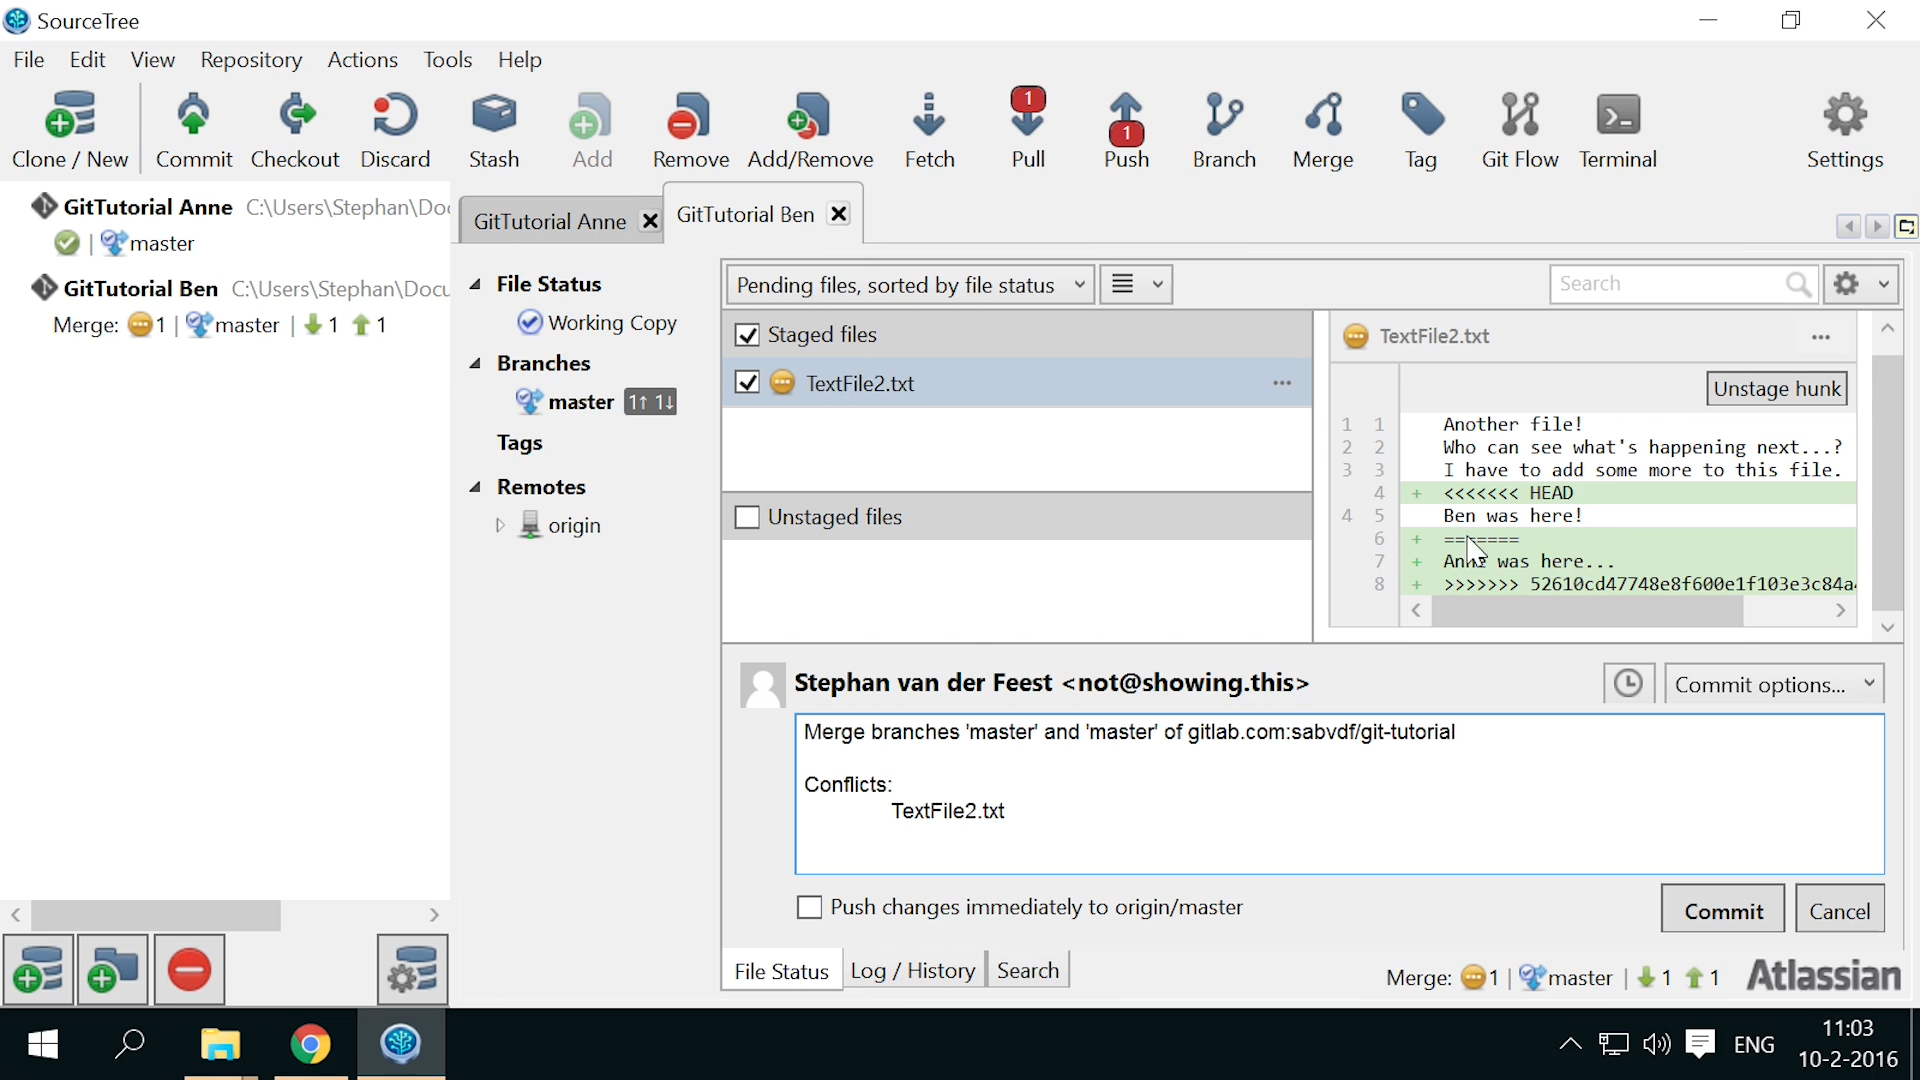 SourceTree
File Edit View Repository Actions Tools Help
1
1
Clone / New Commit Checkout Discard Stash Add Remove Add/Remove Fetch Pull Push Branch Merge Tag Git Flow Terminal Settings
GitTutorial Anne C:\Users\Stephan\Doc
master
GitTutorial Ben C:\Users\Stephan\Docu
Merge: 1 | master | 1 1
GitTutorial Anne
GitTutorial Ben
File Status
Working Copy
Branches
master 1↑ 1↓
Tags
Remotes
origin
Pending files, sorted by file status
Search
Staged files
TextFile2.txt ...
Unstaged files
TextFile2.txt ...
Unstage hunk
1 1 Another file!
2 2 Who can see what's happening next...?
3 3 I have to add some more to this file.
4 + <<<<<<< HEAD
4 5 Ben was here!
6 + =======
7 + Anne was here...
8 + >>>>>>> 52610cd47748e8f600e1f103e3c84a
Stephan van der Feest <not@showing.this>
Commit options...
Merge branches 'master' and 'master' of gitlab.com:sabvdf/git-tutorial
Conflicts:
TextFile2.txt
Push changes immediately to origin/master
Commit Cancel
File Status Log / History Search
Merge: 1 | master | 1 1 Atlassian
ENG
11:03
10-2-2016